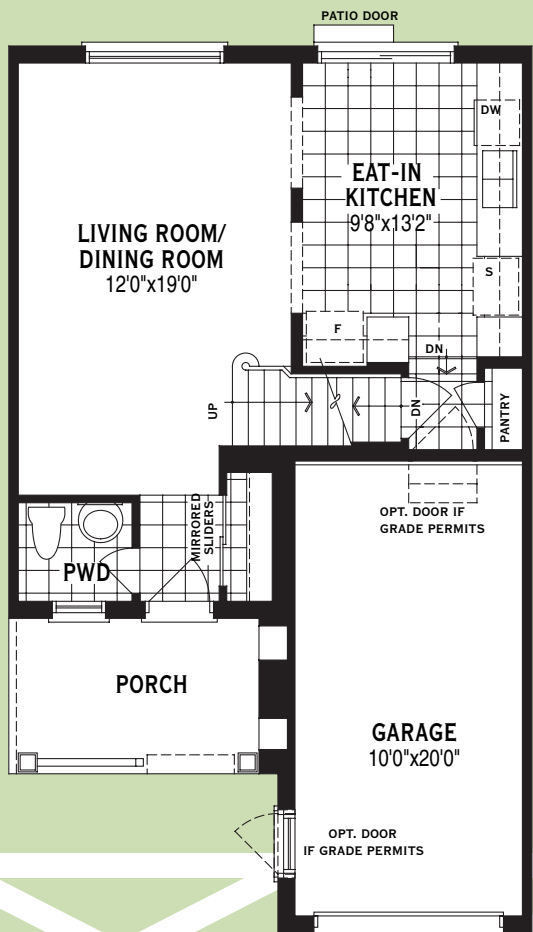 PATIO DOOR
DW
EAT-IN
KITCHEN
9'8"x13'2"
LIVING ROOM/
DINING ROOM
12'0"x19'0"
S
F
DN
UP
DN
PANTRY
MIRRORED
SLIDERS
OPT. DOOR IF
GRADE PERMITS
PWD
PORCH
GARAGE
10'0"x20'0"
OPT. DOOR
IF GRADE PERMITS